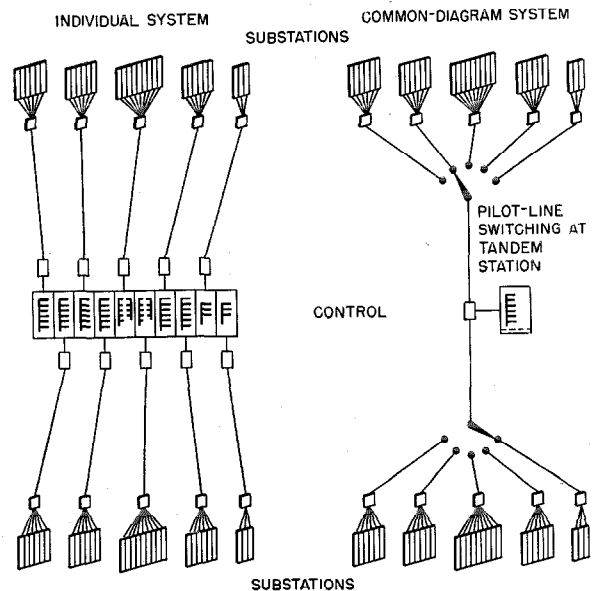 INDIVIDUAL SYSTEM
COMMON-DIAGRAM SYSTEM
SUBSTATIONS
PILOT-LINE
SWITCHING AT
TANDEM
STATION
CONTROL
SUBSTATIONS